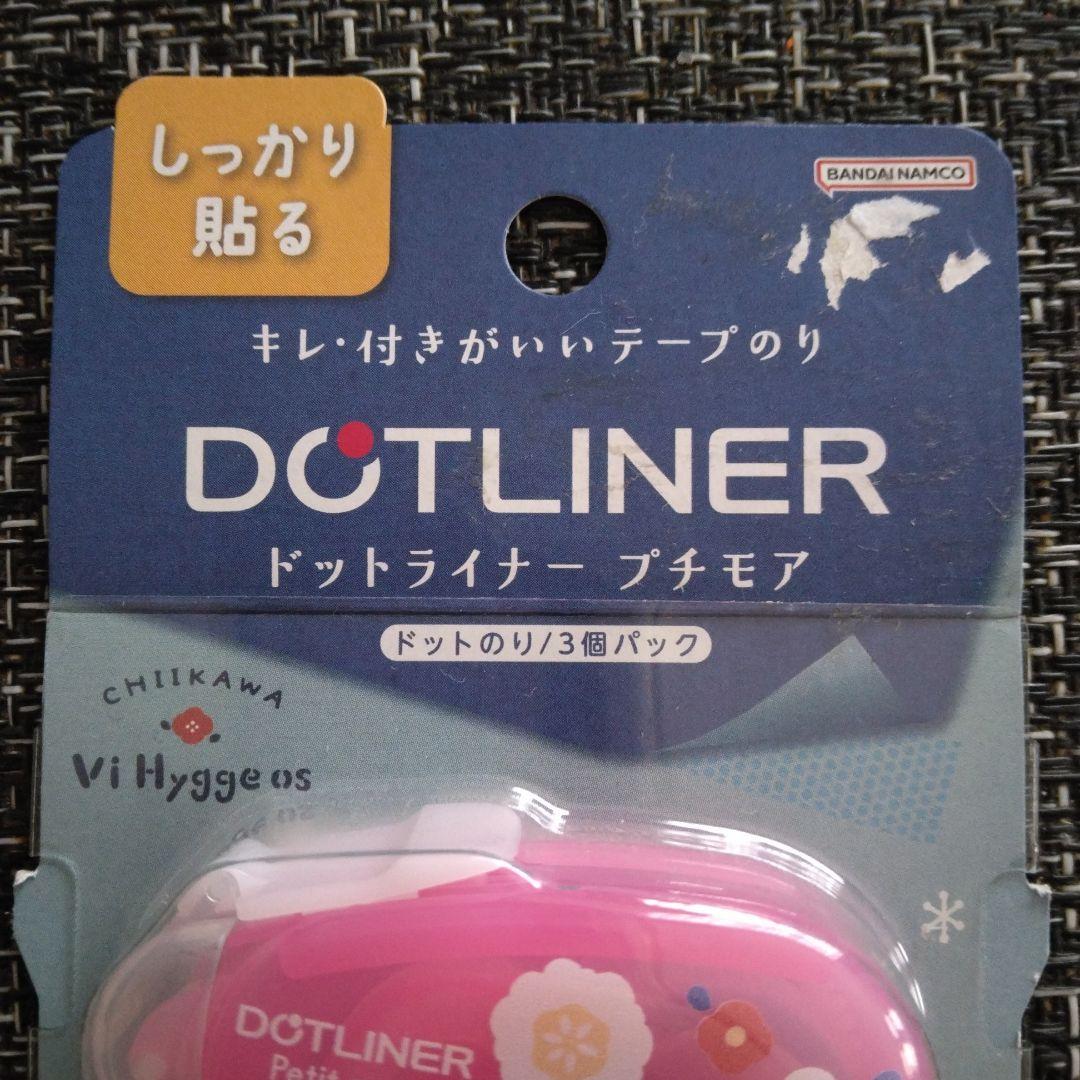 しっかり
貼る
BANDAI NAMCO
キレ・付きがいいテープのり
DOTLINER
ドットライナー プチモア
ドットのり/3個パック
CHIIKAWA
Vi Hygge os
DOTLINER
Petit